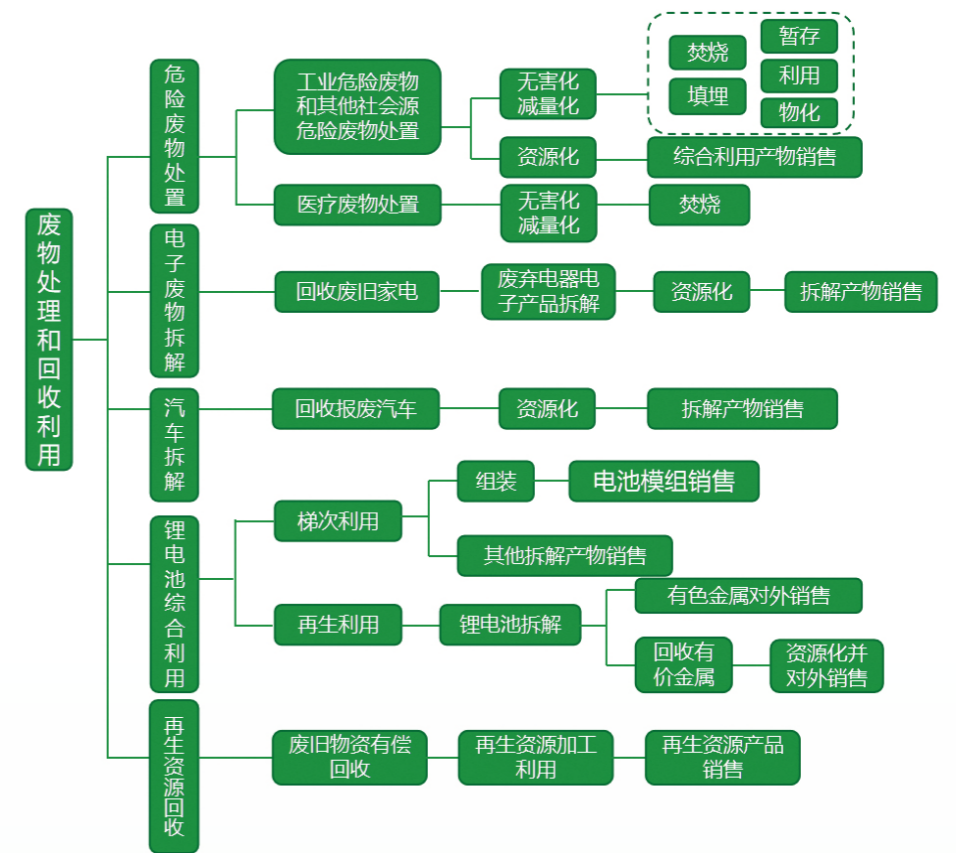 废物处理和回收利用
危险废物处置
工业危险废物
和其他社会源
危险废物处置
无害化
减量化
焚烧
填埋
暂存
利用
物化
资源化
综合利用产物销售
医疗废物处置
无害化
减量化
焚烧
电子废物拆解
回收废旧家电
废弃电器电
子产品拆解
资源化
拆解产物销售
汽车拆解
回收报废汽车
资源化
拆解产物销售
锂电池综合利用
梯次利用
组装
电池模组销售
其他拆解产物销售
再生利用
锂电池拆解
有色金属对外销售
回收有
价金属
资源化并
对外销售
再生资源回收
废旧物资有偿
回收
再生资源加工
利用
再生资源产品
销售